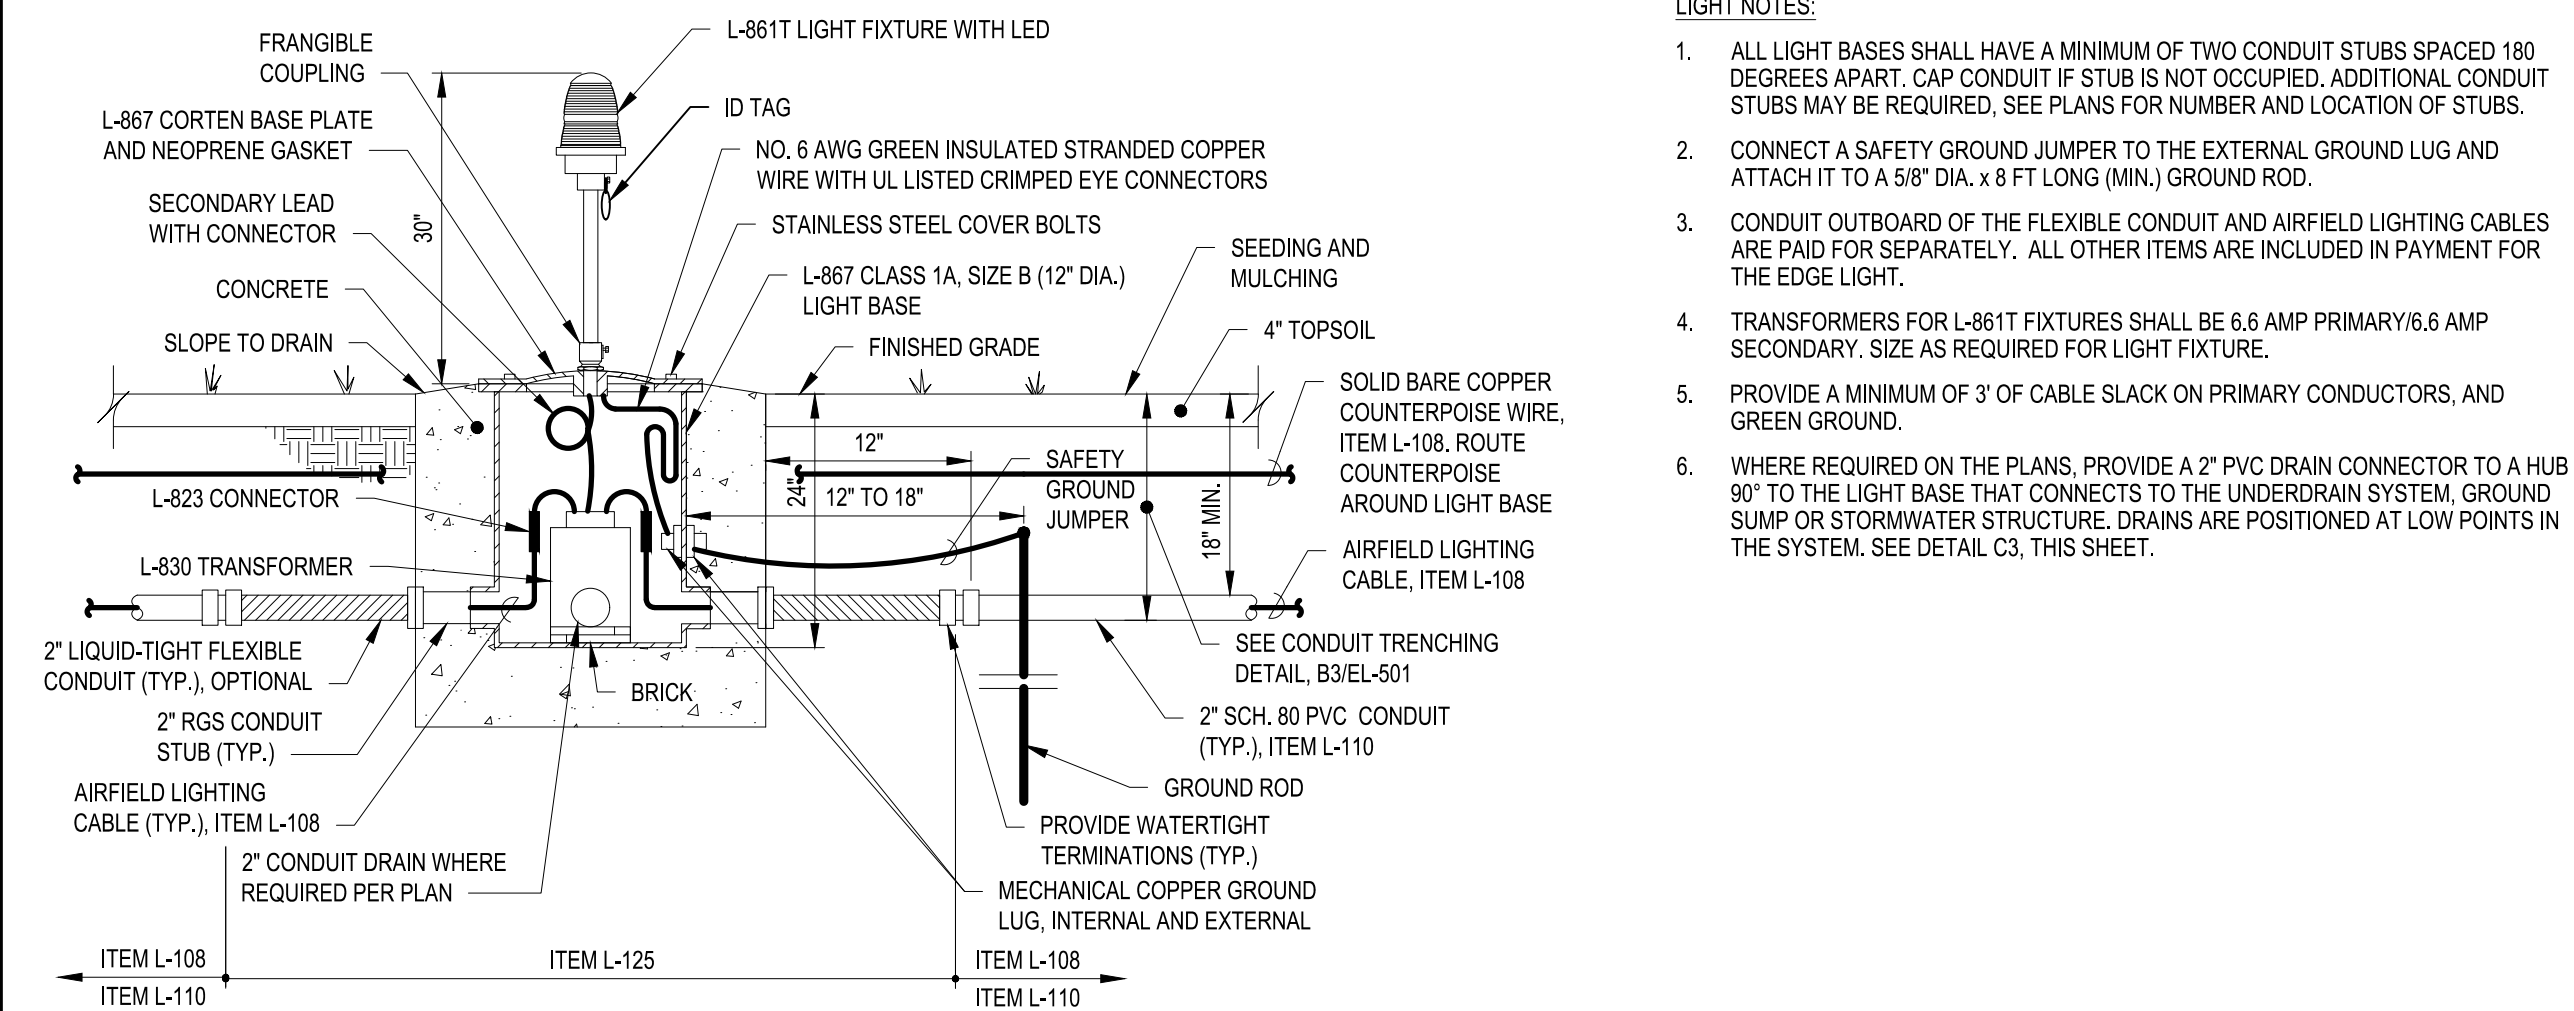 FRANGIBLE
COUPLING
L-867 CORTEN BASE PLATE
AND NEOPRENE GASKET
SECONDARY LEAD
WITH CONNECTOR
CONCRETE
SLOPE TO DRAIN
30"
L-861T LIGHT FIXTURE WITH LED
ID TAG
NO. 6 AWG GREEN INSULATED STRANDED COPPER
WIRE WITH UL LISTED CRIMPED EYE CONNECTORS
STAINLESS STEEL COVER BOLTS
L-867 CLASS 1A, SIZE B (12" DIA.)
LIGHT BASE
FINISHED GRADE
SEEDING AND
MULCHING
4" TOPSOIL
SOLID BARE COPPER
COUNTERPOISE WIRE,
ITEM L-108. ROUTE
COUNTERPOISE
AROUND LIGHT BASE
12"
SAFETY
GROUND
JUMPER
24"
12" TO 18"
18" MIN.
L-823 CONNECTOR
L-830 TRANSFORMER
AIRFIELD LIGHTING
CABLE, ITEM L-108
2" LIQUID-TIGHT FLEXIBLE
CONDUIT (TYP.), OPTIONAL
BRICK
SEE CONDUIT TRENCHING
DETAIL, B3/EL-501
2" RGS CONDUIT
STUB (TYP.)
2" SCH. 80 PVC CONDUIT
(TYP.), ITEM L-110
AIRFIELD LIGHTING
CABLE (TYP.), ITEM L-108
GROUND ROD
PROVIDE WATERTIGHT
TERMINATIONS (TYP.)
2" CONDUIT DRAIN WHERE
REQUIRED PER PLAN
MECHANICAL COPPER GROUND
LUG, INTERNAL AND EXTERNAL
ITEM L-108
ITEM L-110
ITEM L-125
ITEM L-108
ITEM L-110
LIGHT NOTES:
1. ALL LIGHT BASES SHALL HAVE A MINIMUM OF TWO CONDUIT STUBS SPACED 180
DEGREES APART. CAP CONDUIT IF STUB IS NOT OCCUPIED. ADDITIONAL CONDUIT
STUBS MAY BE REQUIRED, SEE PLANS FOR NUMBER AND LOCATION OF STUBS.
2. CONNECT A SAFETY GROUND JUMPER TO THE EXTERNAL GROUND LUG AND
ATTACH IT TO A 5/8" DIA. x 8 FT LONG (MIN.) GROUND ROD.
3. CONDUIT OUTBOARD OF THE FLEXIBLE CONDUIT AND AIRFIELD LIGHTING CABLES
ARE PAID FOR SEPARATELY. ALL OTHER ITEMS ARE INCLUDED IN PAYMENT FOR
THE EDGE LIGHT.
4. TRANSFORMERS FOR L-861T FIXTURES SHALL BE 6.6 AMP PRIMARY/6.6 AMP
SECONDARY. SIZE AS REQUIRED FOR LIGHT FIXTURE.
5. PROVIDE A MINIMUM OF 3' OF CABLE SLACK ON PRIMARY CONDUCTORS, AND
GREEN GROUND.
6. WHERE REQUIRED ON THE PLANS, PROVIDE A 2" PVC DRAIN CONNECTOR TO A HUB
90° TO THE LIGHT BASE THAT CONNECTS TO THE UNDERDRAIN SYSTEM, GROUND
SUMP OR STORMWATER STRUCTURE. DRAINS ARE POSITIONED AT LOW POINTS IN
THE SYSTEM. SEE DETAIL C3, THIS SHEET.